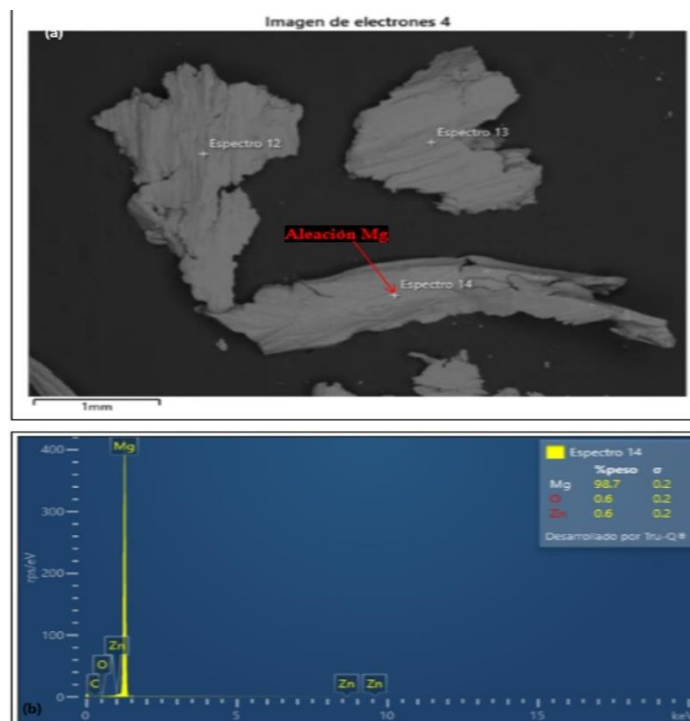 Imagen de electrones 4
(a)
Espectro 12
Espectro 13
Aleación Mg
Espectro 14
1mm
400
300
200
100
0
rps/eV
Mg
Zn
O
C
Zn
Zn
0
5
10
15
keV
Espectro 14
%peso σ
Mg 98.7 0.2
O 0.6 0.2
Zn 0.6 0.2
Desarrollado por Tru-Q®
(b)